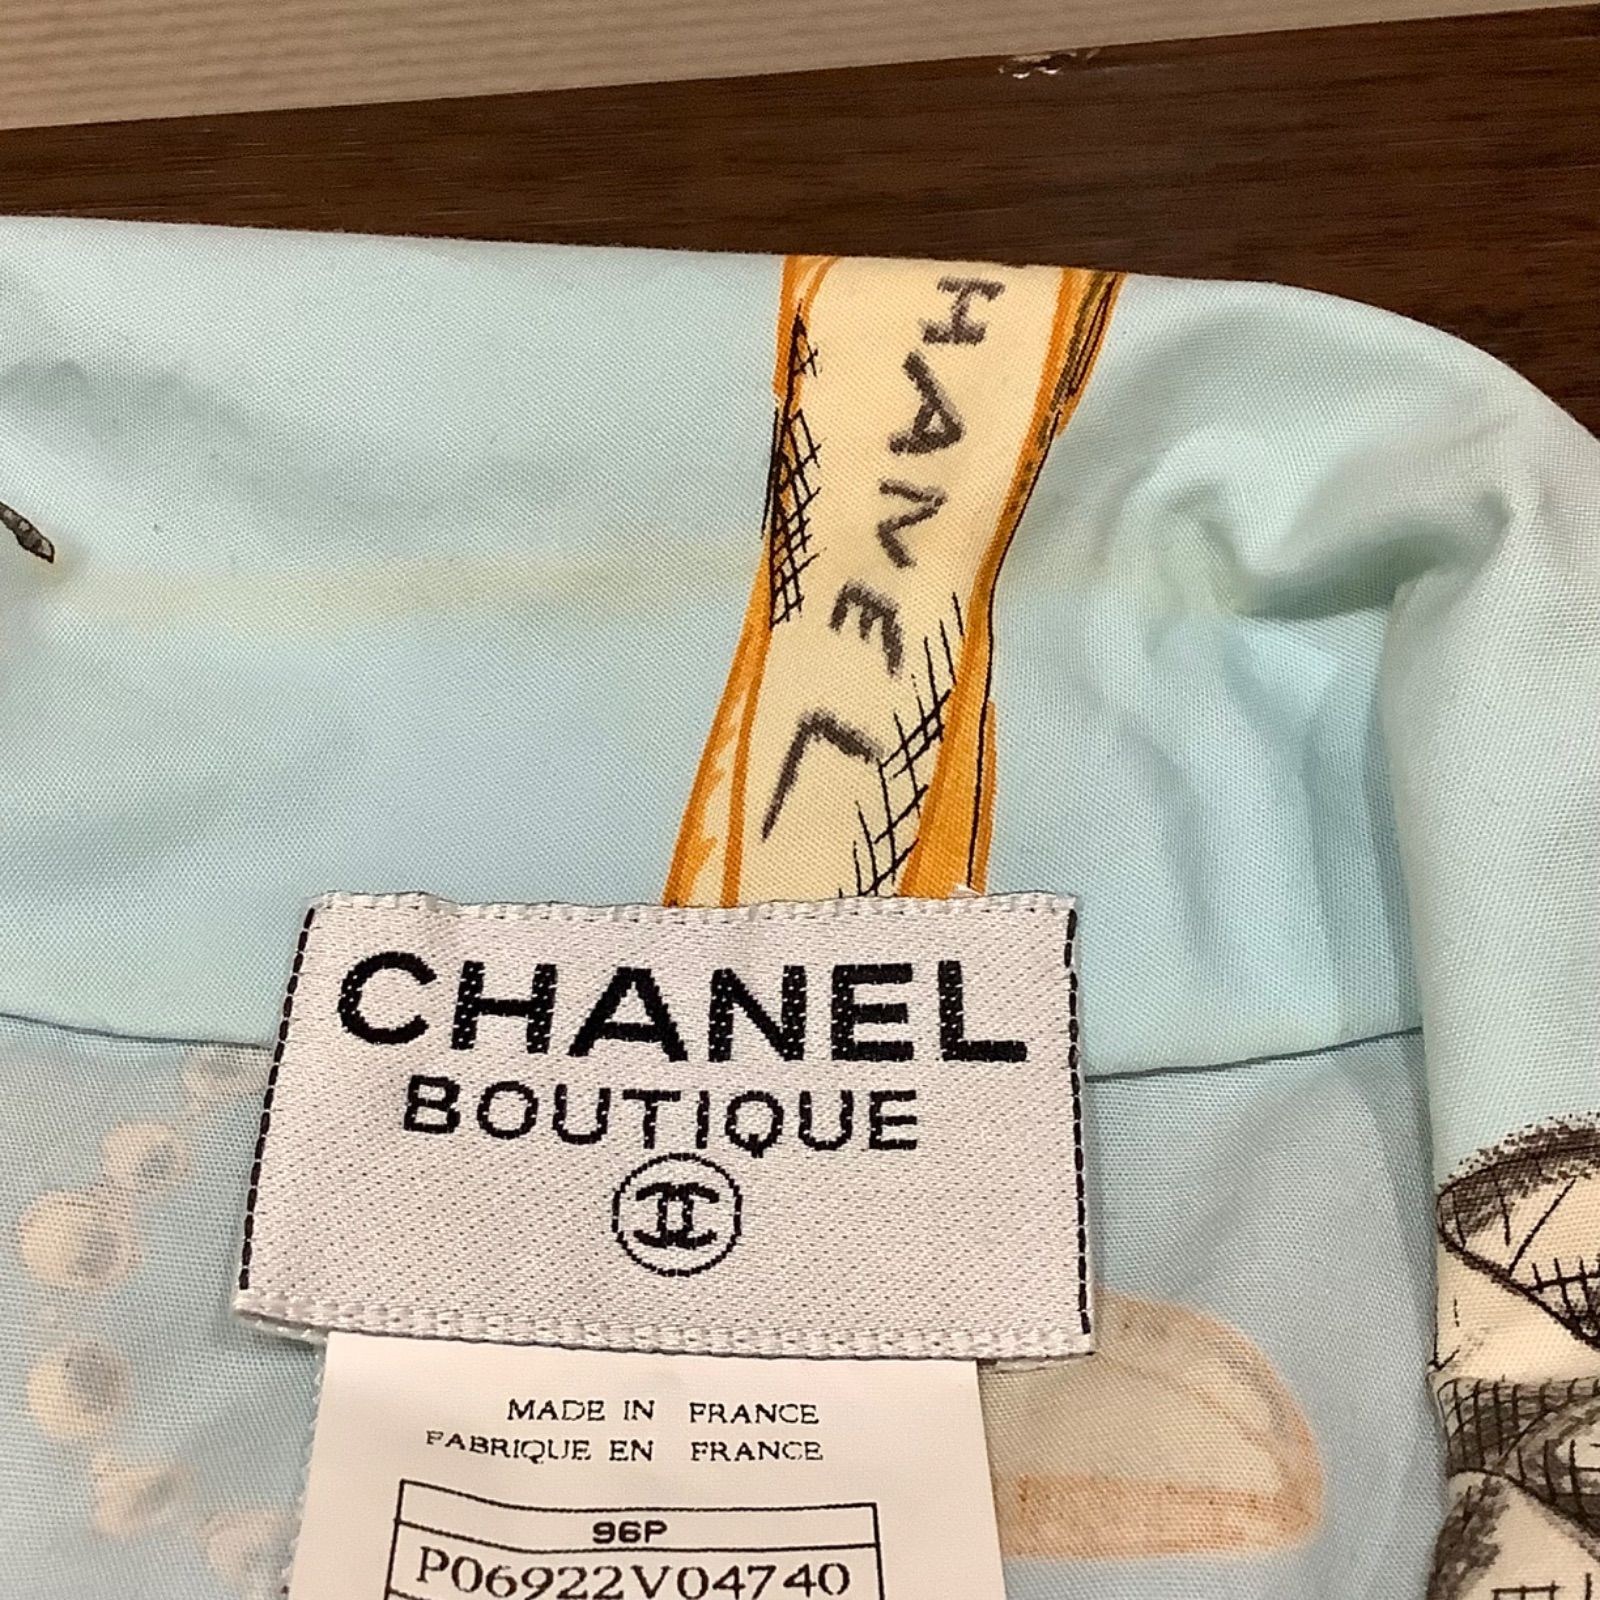 HANEL
CHANEL
BOUTIQUE
MADE IN FRANCE
FABRIQUE EN FRANCE
96P
P06922V04740